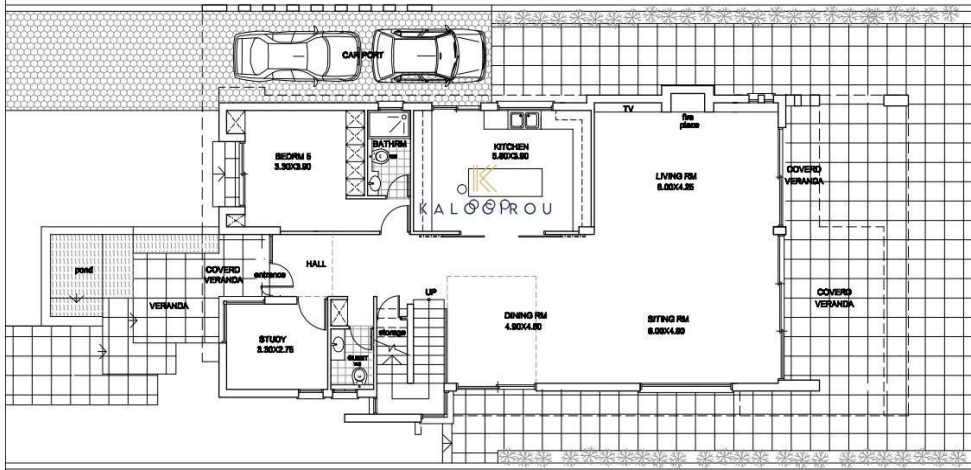 CAR PORT
TV
fire
place
BEDRM 5
3.30X3.90
BATHRM
KITCHEN
5.80X3.90
LIVING RM
6.00X4.25
COVERD
VERANDA
KALOGIROU
HALL
pond
COVERD
VERANDA
entrance
VERANDA
UP
COVERD
VERANDA
DINING RM
4.90X4.80
SITING RM
6.00X4.80
STUDY
3.30X2.75
storage
GUEST